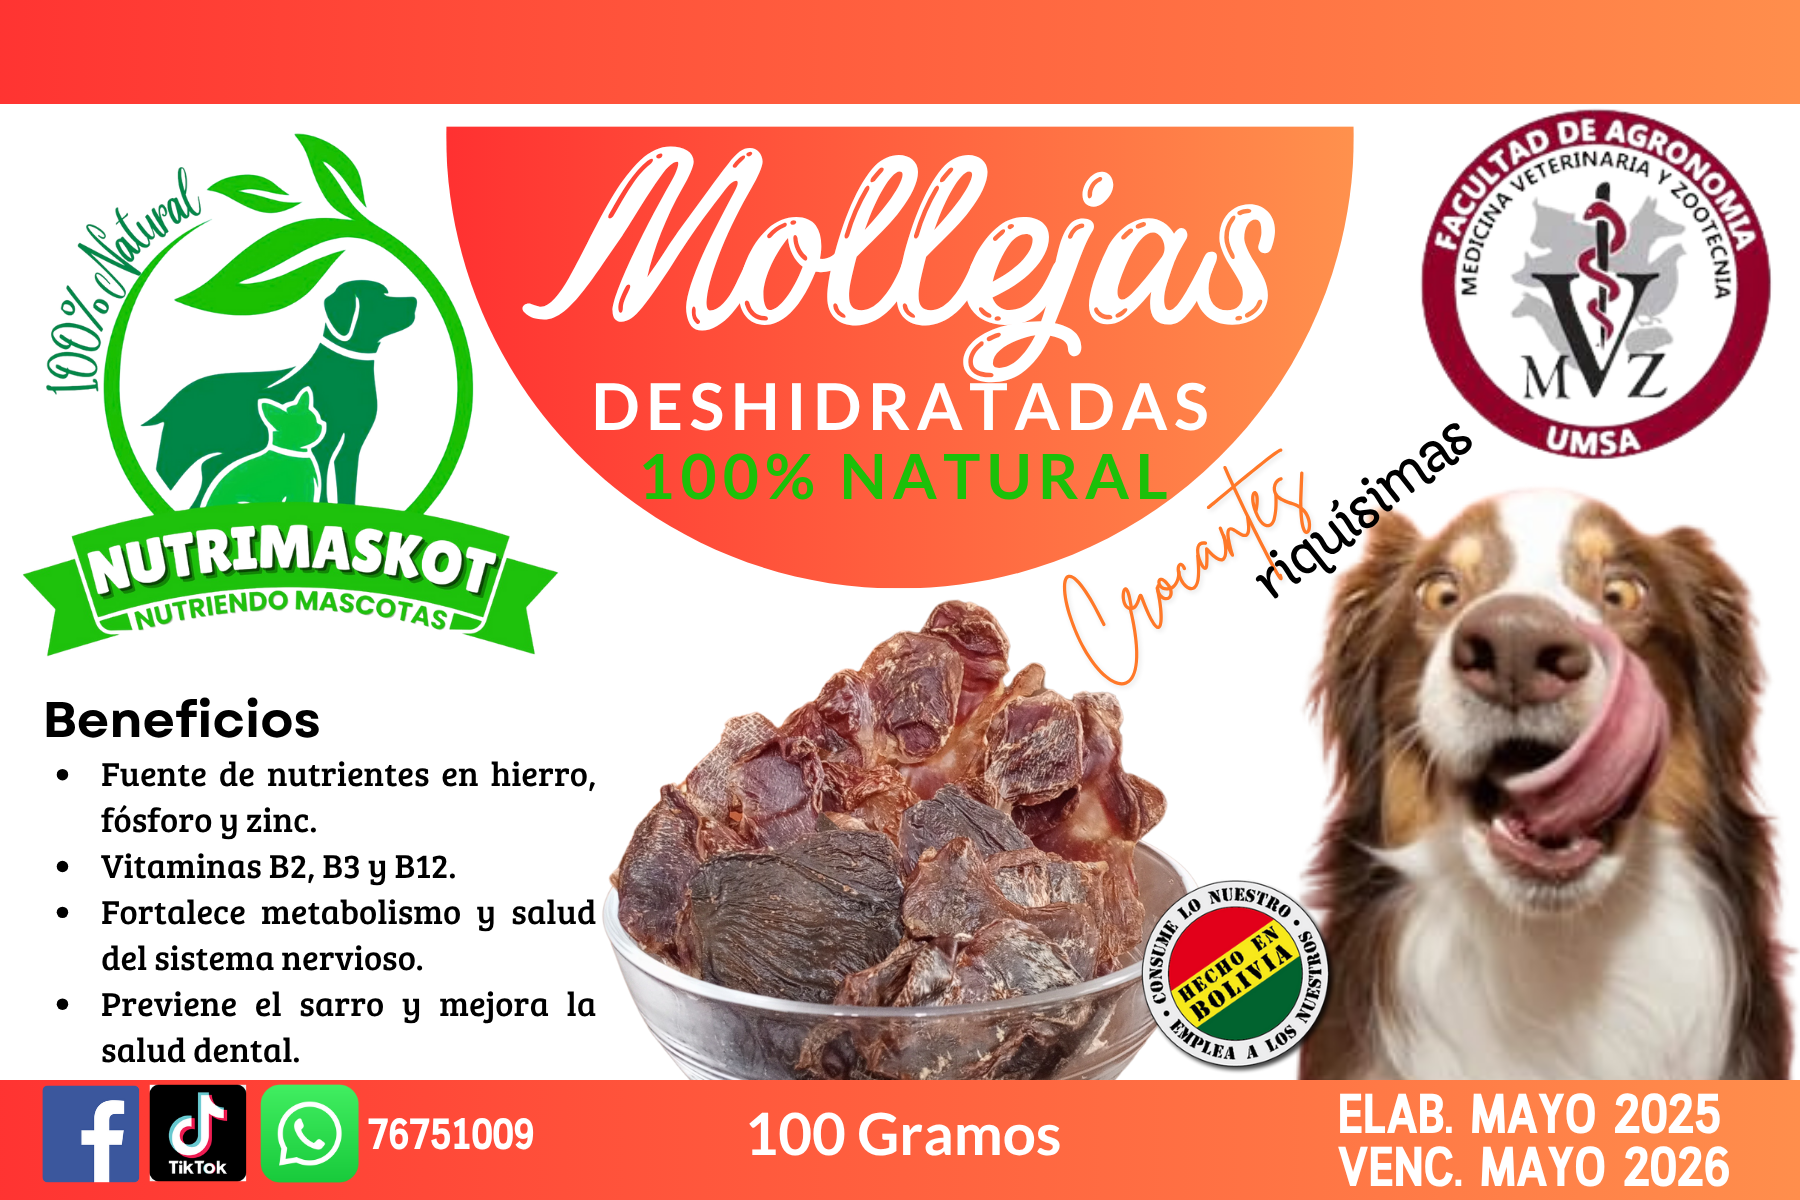 100% Natural
NUTRIMASKOT
NUTRIENDO MASCOTAS
Mollejas
DESHIDRATADAS
100% NATURAL
FACULTAD DE AGRONOMIA
MEDICINA VETERINARIA Y ZOOTECNIA
MVZ
UMSA
Crocantes
riquísimas
Beneficios
• Fuente de nutrientes en hierro,
fósforo y zinc.
• Vitaminas B2, B3 y B12.
• Fortalece metabolismo y salud
del sistema nervioso.
• Previene el sarro y mejora la
salud dental.
• CONSUME LO NUESTRO •
HECHO EN
BOLIVIA
EMPLEA A LOS NUESTROS
TikTok
76751009
100 Gramos
ELAB. MAYO 2025
VENC. MAYO 2026